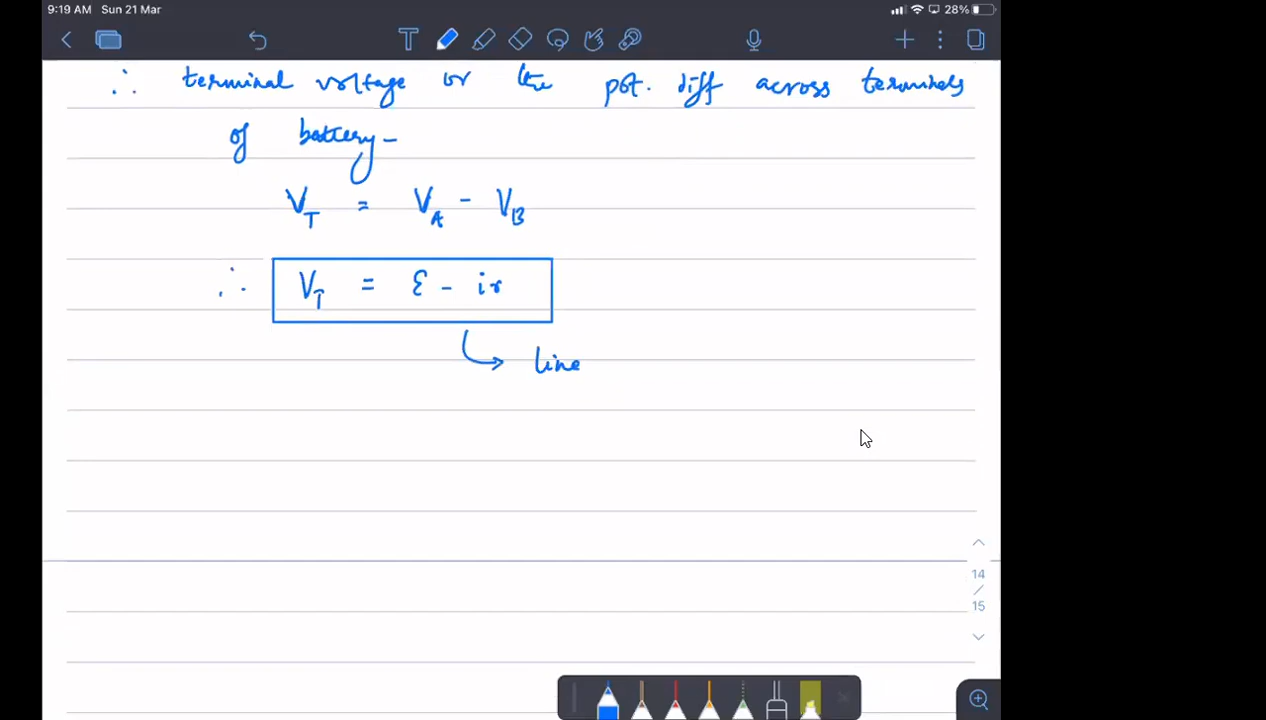 9:19 AM Sun 21 Mar 28%
T
∴ terminal voltage or the pot. diff across terminals
of battery -
V_T = V_A - V_B
∴ V_T = ε - ir
line
14
/
15